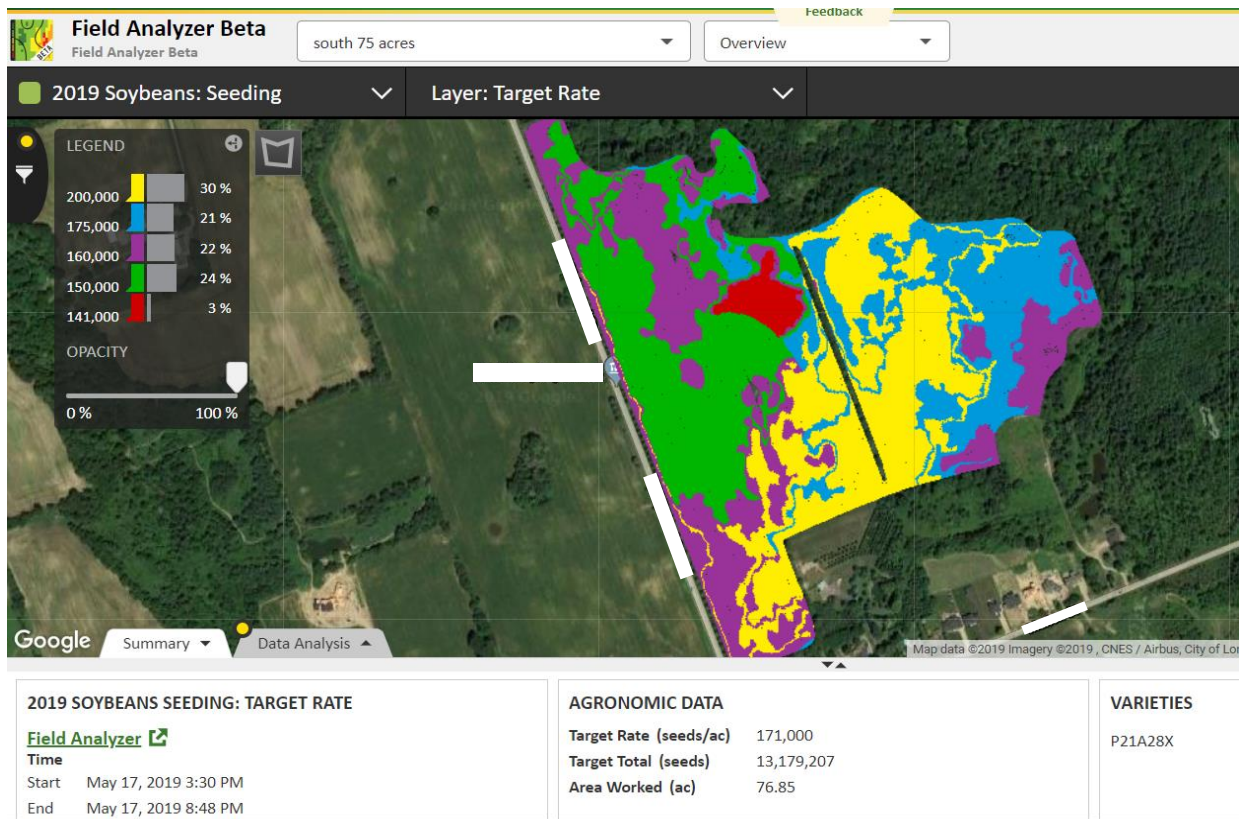 Feedback
Field Analyzer Beta
Field Analyzer Beta
BETA
south 75 acres
Overview
2019 Soybeans: Seeding
Layer: Target Rate
LEGEND
200,000 30 %
175,000 21 %
160,000 22 %
150,000 24 %
141,000 3 %
OPACITY
0 % 100 %
Google
Summary
Data Analysis
Map data ©2019 Imagery ©2019 , CNES / Airbus, City of Lon
2019 SOYBEANS SEEDING: TARGET RATE
Field Analyzer
Time
Start May 17, 2019 3:30 PM
End May 17, 2019 8:48 PM
AGRONOMIC DATA
Target Rate (seeds/ac) 171,000
Target Total (seeds) 13,179,207
Area Worked (ac) 76.85
VARIETIES
P21A28X